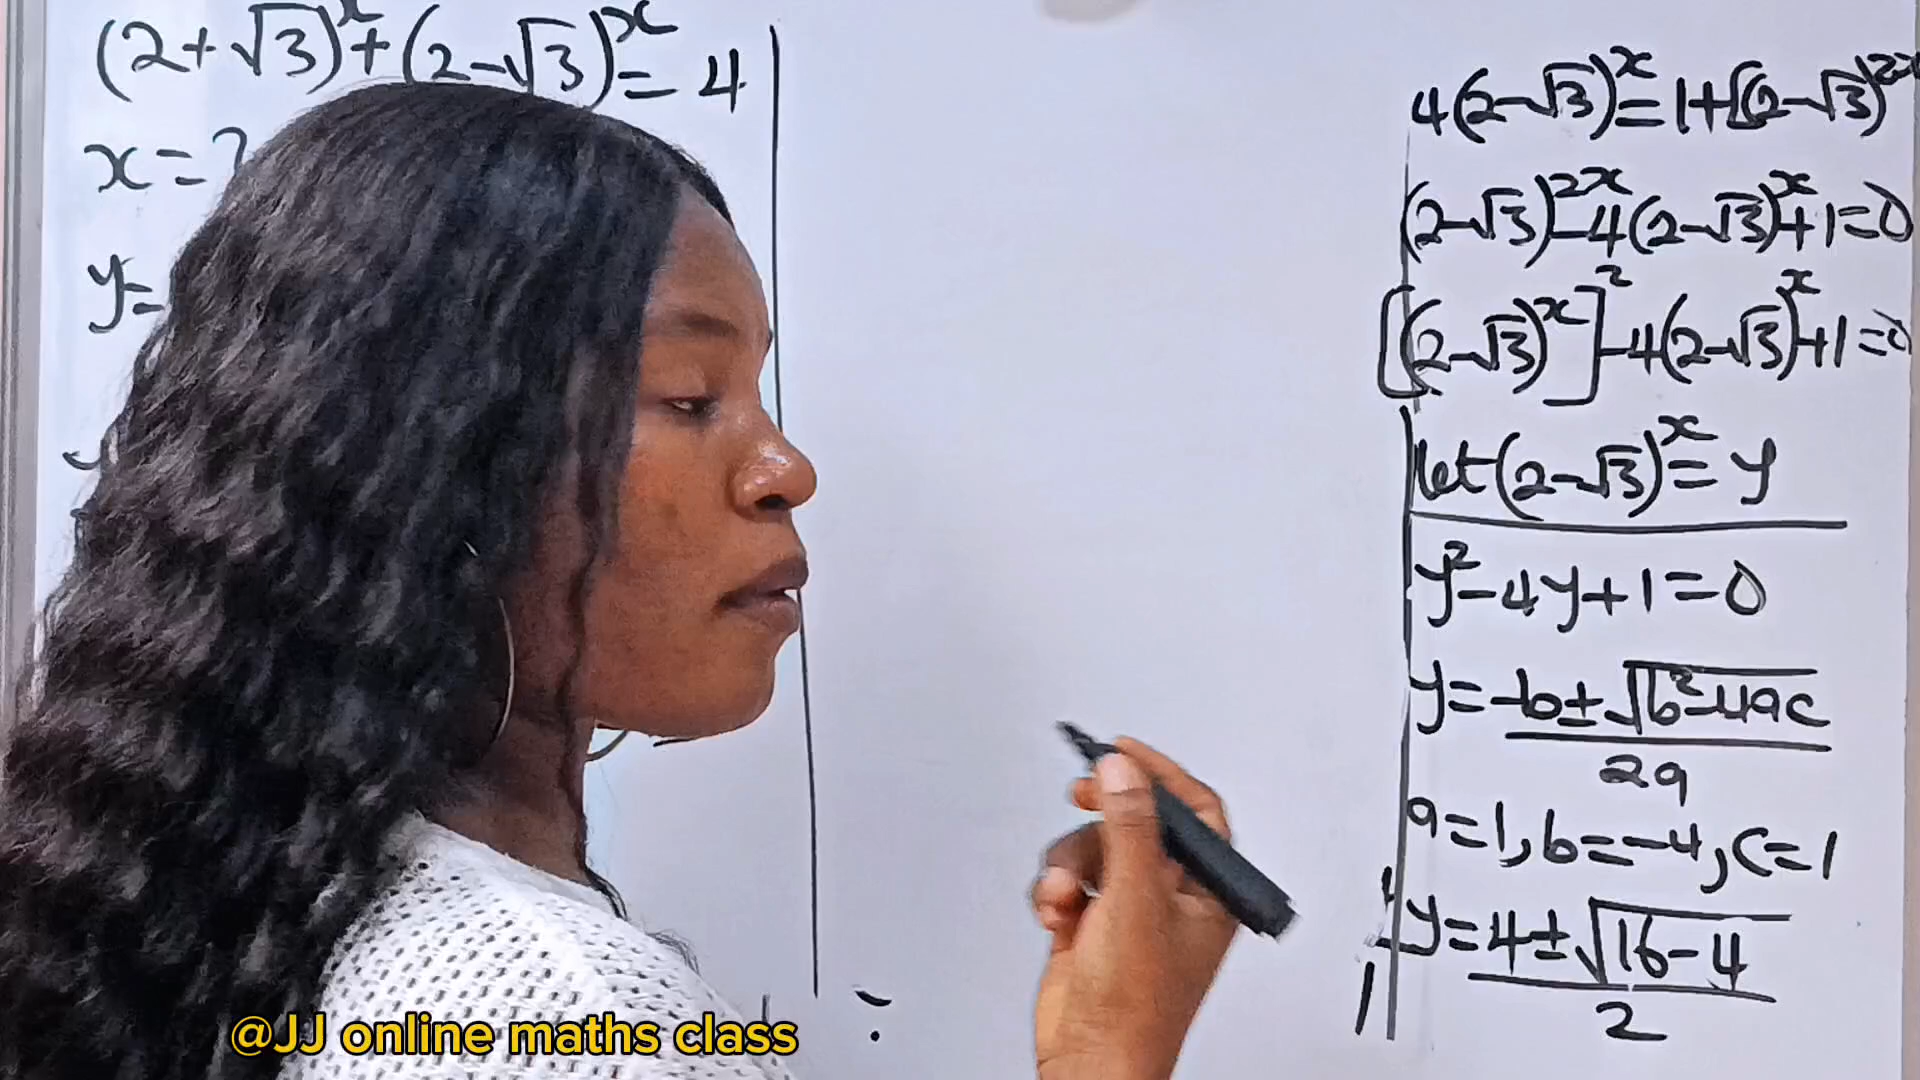 (2+√3)^x+(2-√3)^x=4
x=?
y=
4(2-√3)^x=1+[(2-√3)^2x
(2-√3)^2x-4(2-√3)^x+1=0
[(2-√3)^x]^2-4(2-√3)^x+1=0
let(2-√3)^x=y
y^2-4y+1=0
y=-b±√b^2-4ac
2a
a=1,b=-4,c=1
y=4±√16-4
2
@JJ online maths class